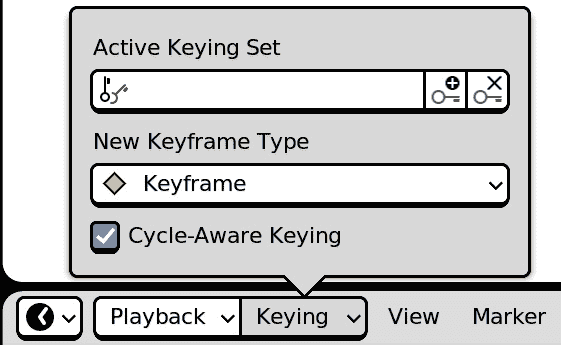 Active Keying Set
New Keyframe Type
Keyframe
Cycle-Aware Keying
Playback Keying View Marker